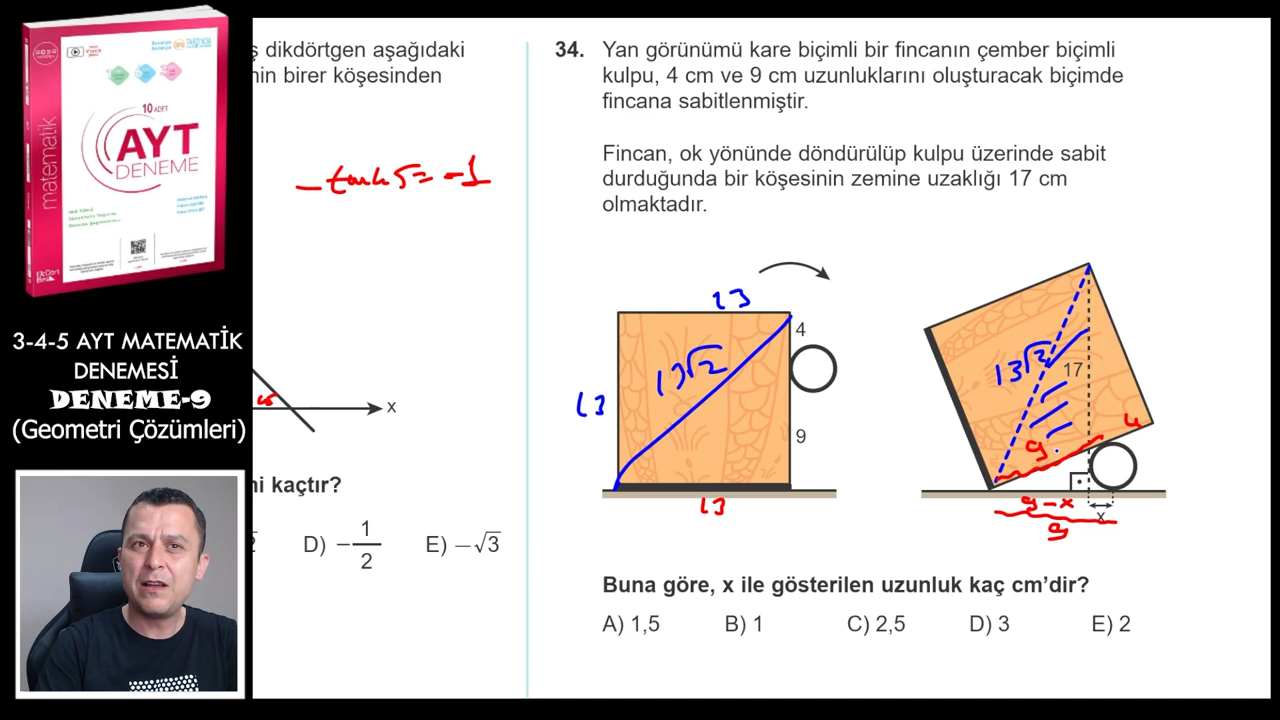 2022
matematik
10 ADET
AYT
DENEME
3-4-5 AYT MATEMATİK
DENEMESİ
DENEME-9
(Geometri Çözümleri)
ş dikdörtgen aşağıdaki
nin birer köşesinden
- tan45 = -1
x
ni kaçtır?
D) -1/2 E) -√3
34. Yan görünümü kare biçimli bir fincanın çember biçimli
kulpu, 4 cm ve 9 cm uzunluklarını oluşturacak biçimde
fincana sabitlenmiştir.
Fincan, ok yönünde döndürülüp kulpu üzerinde sabit
durduğunda bir köşesinin zemine uzaklığı 17 cm
olmaktadır.
13
4
13√2
13
9
13
13√2
17
4
9
9-x
x
9
Buna göre, x ile gösterilen uzunluk kaç cm'dir?
A) 1,5 B) 1 C) 2,5 D) 3 E) 2